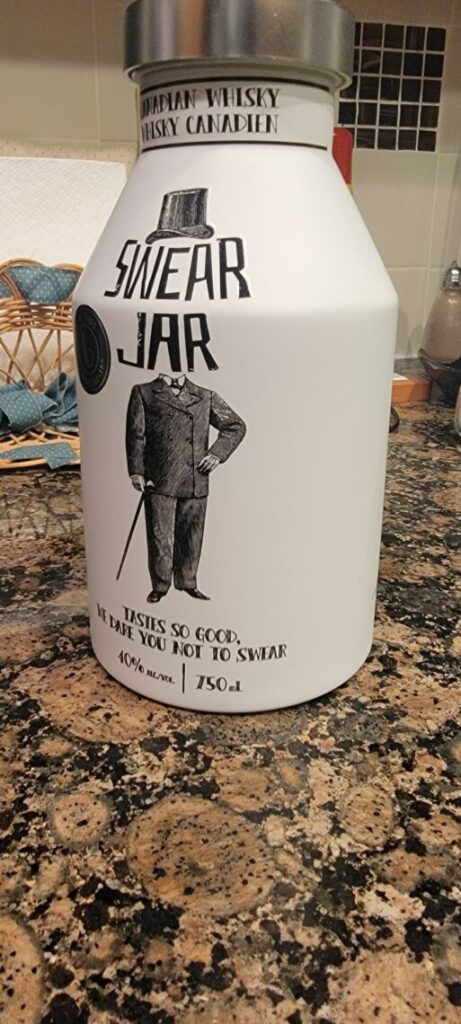 CANADIAN WHISKY
WHISKY CANADIEN
SWEAR
JAR
TASTES SO GOOD,
WE DARE YOU NOT TO SWEAR
40% ALC./VOL. 750 mL